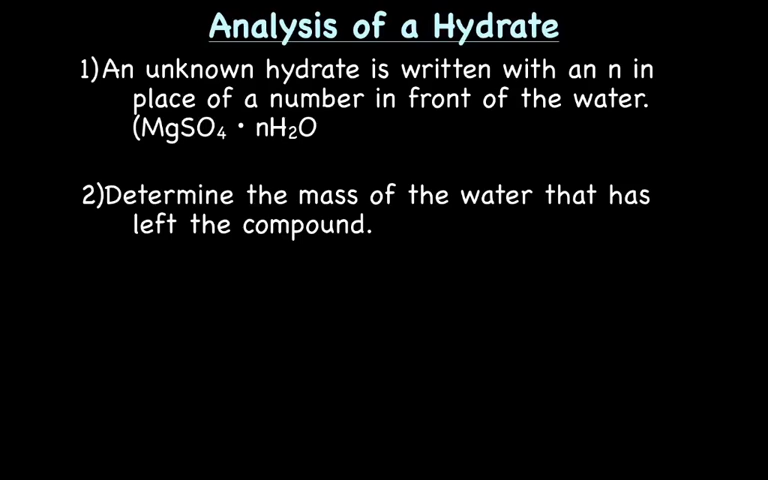 Analysis of a Hydrate
1)An unknown hydrate is written with an n in
place of a number in front of the water.
(MgSO₄ • nH₂O
2)Determine the mass of the water that has
left the compound.